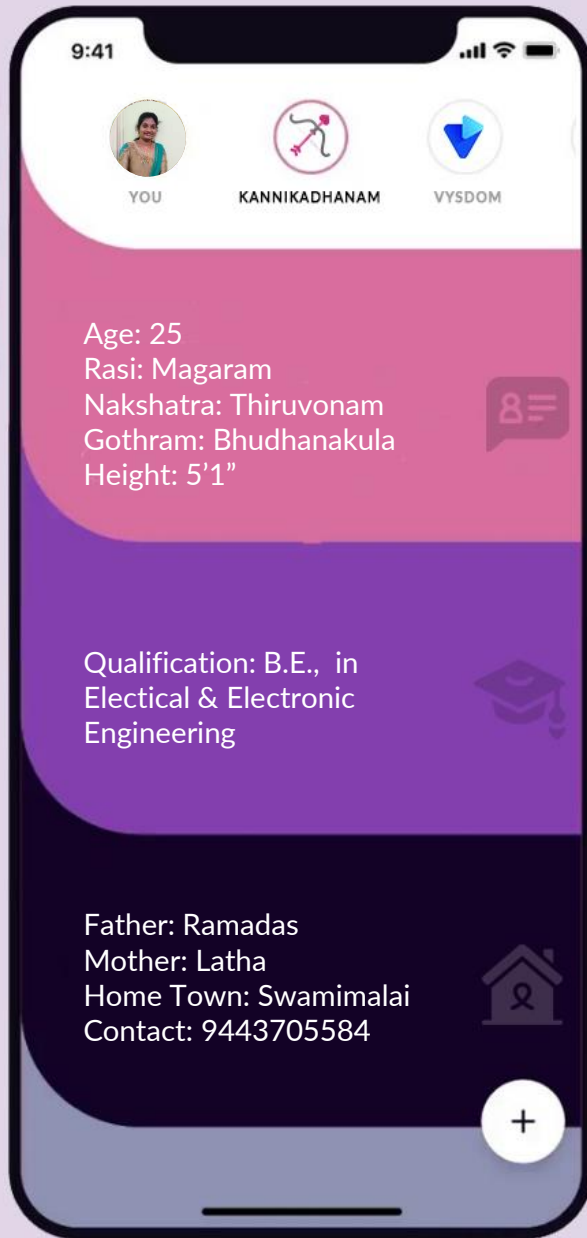 9:41
YOU
KANNIKADHANAM
VYSDOM
Age: 25
Rasi: Magaram
Nakshatra: Thiruvonam
Gothram: Bhudhanakula
Height: 5’1”
Qualification: B.E.,  in
Electical & Electronic
Engineering
Father: Ramadas
Mother: Latha
Home Town: Swamimalai
Contact: 9443705584
+